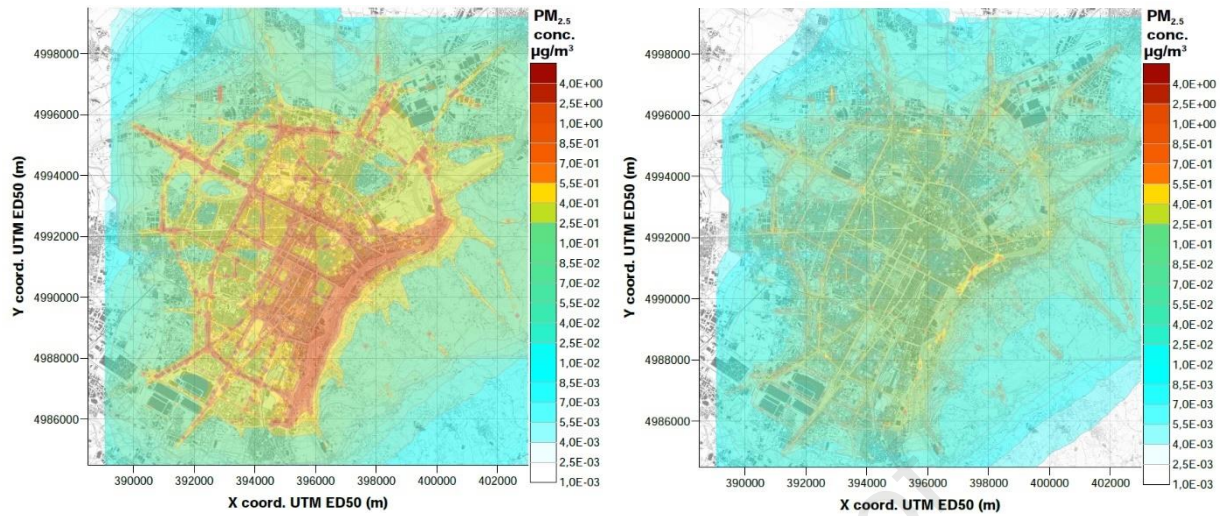 PM2.5
conc.
µg/m³
4.0E+00
2.5E+00
1,0E+00
8.5E-01
7.0E-01
5.5E-01
4.0E-01
2.5E-01
1.0E-01
8,5E-02
7.0E-02
5,5E-02
4,0E-02
1.0E-02
8.5E-03
7,0E-03
5,5E-03
4.0E-03
2,5E-03
1,0E-03
4998000
4996000
4994000
4992000
4990000
4988000
4986000
Y coord. UTM ED50 (m)
390000 392000 394000 396000 398000 400000 402000
X coord. UTM ED50 (m)
PM2.5
conc.
µg/m³
4.0E+00
2.5E+00
1,0E+00
8.5E-01
7.0E-01
5.5E-01
4.0E-01
2.5E-01
1.0E-01
8,5E-02
7.0E-02
5,5E-02
4,0E-02
1.0E-02
8.5E-03
7,0E-03
5,5E-03
4.0E-03
2,5E-03
1,0E-03
4998000
4996000
4994000
4992000
4990000
4988000
4986000
Y coord. UTM ED50 (m)
390000 392000 394000 396000 398000 400000 402000
X coord. UTM ED50 (m)